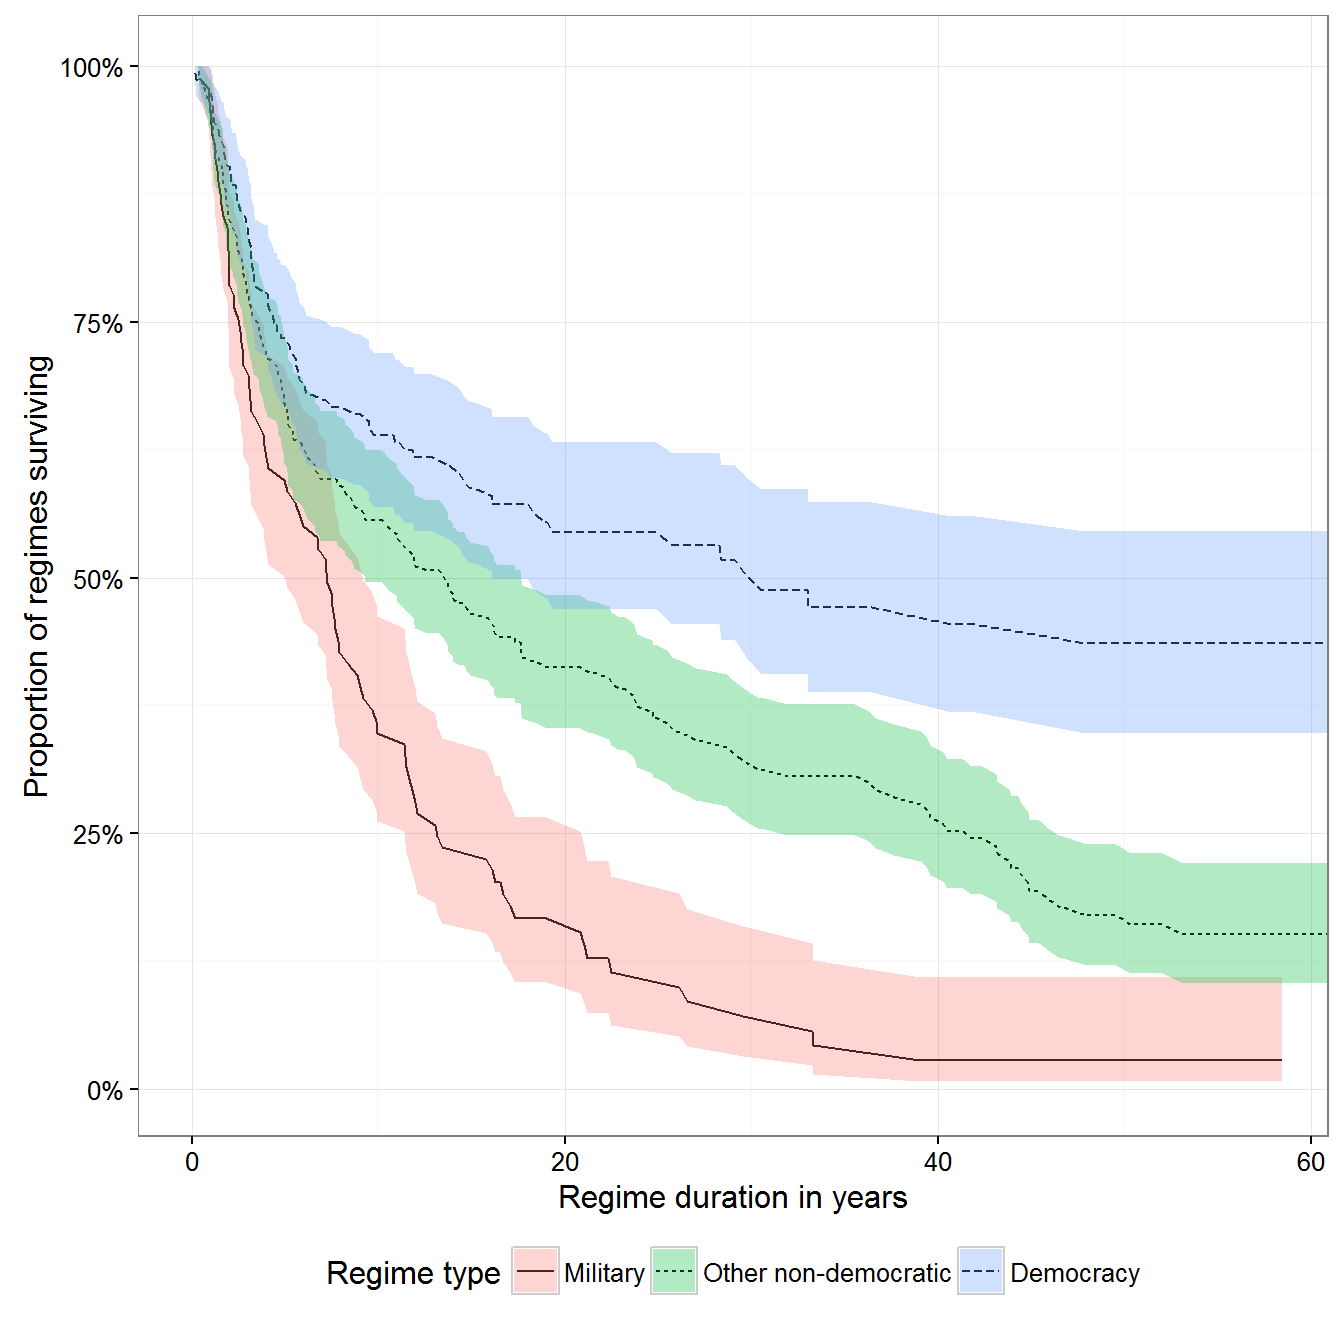 Proportion of regimes surviving
100%
75%
50%
25%
0%
0 20 40 60
Regime duration in years
Regime type Military Other non-democratic Democracy